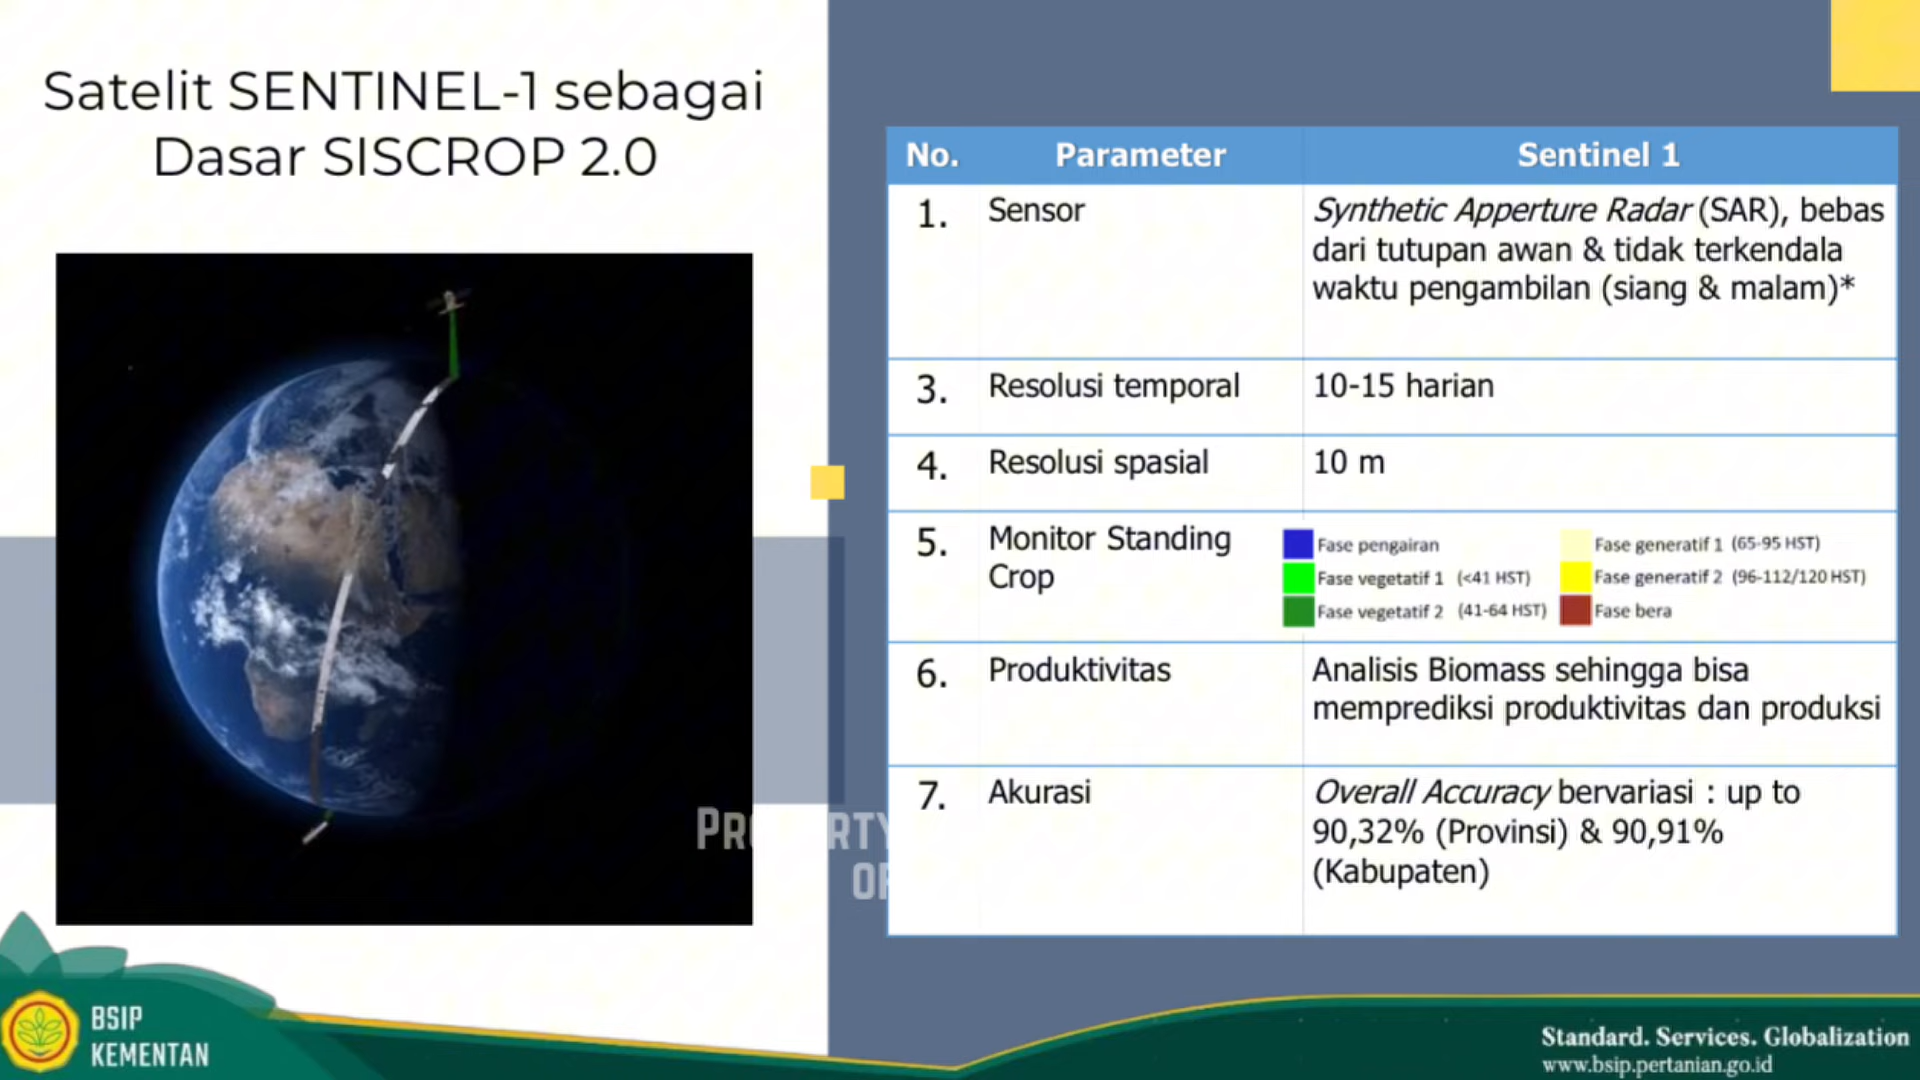 Satelit SENTINEL-1 sebagai
Dasar SISCROP 2.0
No. Parameter Sentinel 1
1. Sensor Synthetic Apperture Radar (SAR), bebas
dari tutupan awan & tidak terkendala
waktu pengambilan (siang & malam)*
3. Resolusi temporal 10-15 harian
4. Resolusi spasial 10 m
5. Monitor Standing
Crop
Fase pengairan
Fase vegetatif 1 (<41 HST)
Fase vegetatif 2 (41-64 HST)
Fase generatif 1 (65-95 HST)
Fase generatif 2 (96-112/120 HST)
Fase bera
6. Produktivitas Analisis Biomass sehingga bisa
memprediksi produktivitas dan produksi
7. Akurasi Overall Accuracy bervariasi : up to
90,32% (Provinsi) & 90,91%
(Kabupaten)
BSIP
KEMENTAN
Standard. Services. Globalization
www.bsip.pertanian.go.id